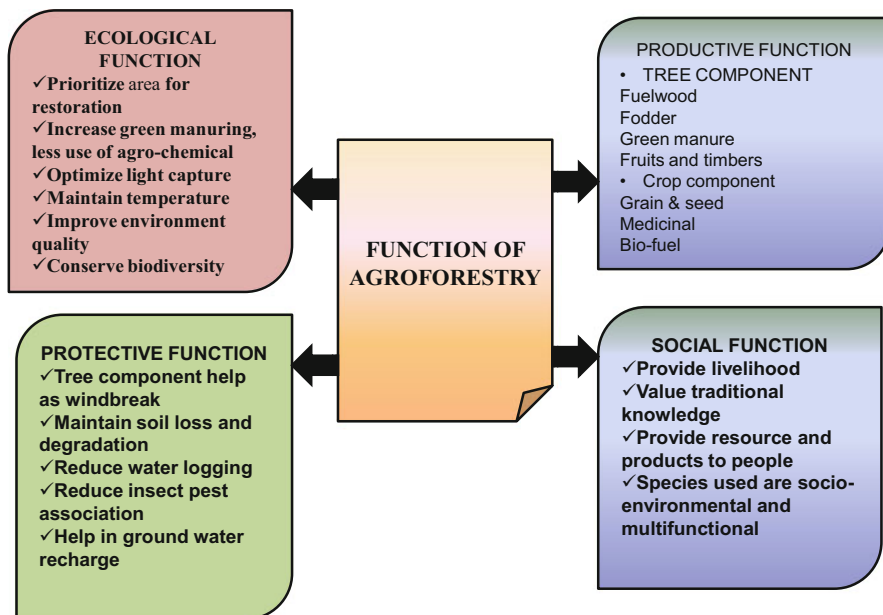 ECOLOGICAL
FUNCTION
✓Prioritize area for
restoration
✓Increase green manuring,
less use of agro-chemical
✓Optimize light capture
✓Maintain temperature
✓Improve environment
quality
✓Conserve biodiversity
PRODUCTIVE FUNCTION
• TREE COMPONENT
Fuelwood
Fodder
Green manure
Fruits and timbers
• Crop component
Grain & seed
Medicinal
Bio-fuel
FUNCTION OF
AGROFORESTRY
PROTECTIVE FUNCTION
✓Tree component help
as windbreak
✓Maintain soil loss and
degradation
✓Reduce water logging
✓Reduce insect pest
association
✓Help in ground water
recharge
SOCIAL FUNCTION
✓Provide livelihood
✓Value traditional
knowledge
✓Provide resource and
products to people
✓Species used are socio-
environmental and
multifunctional